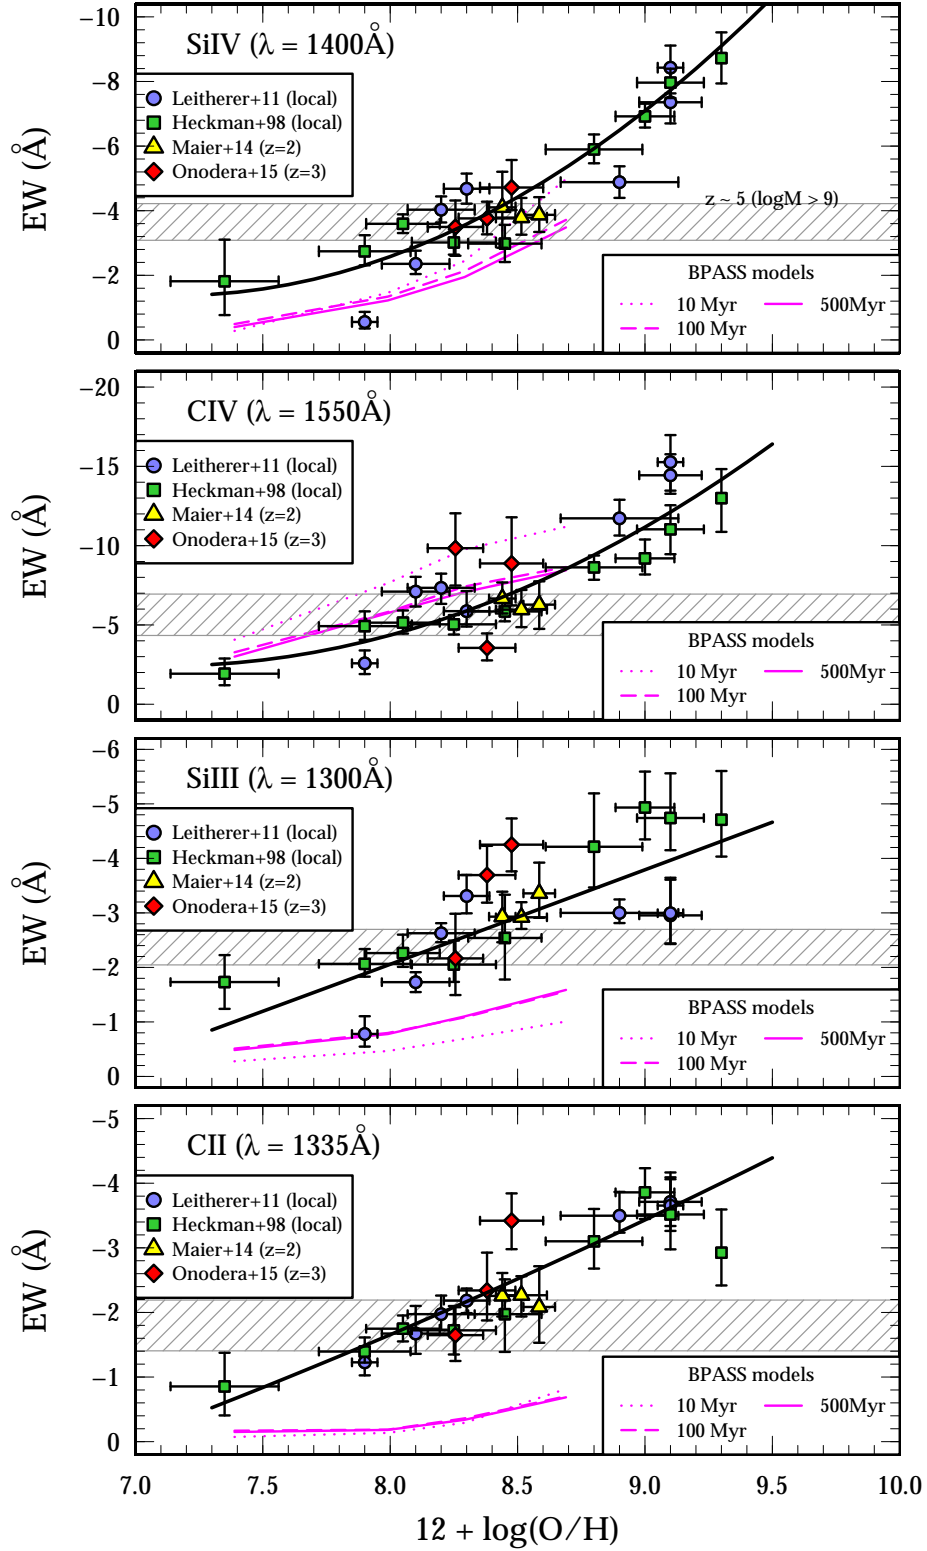 SiIV (λ = 1400Å)
Leitherer+11 (local)
Heckman+98 (local)
Maier+14 (z=2)
Onodera+15 (z=3)
z ~ 5 (logM > 9)
BPASS models
10 Myr
500Myr
100 Myr
EW (Å)
−10
−8
−6
−4
−2
0
CIV (λ = 1550Å)
Leitherer+11 (local)
Heckman+98 (local)
Maier+14 (z=2)
Onodera+15 (z=3)
BPASS models
10 Myr
500Myr
100 Myr
EW (Å)
−20
−15
−10
−5
0
SiIII (λ = 1300Å)
Leitherer+11 (local)
Heckman+98 (local)
Maier+14 (z=2)
Onodera+15 (z=3)
BPASS models
10 Myr
500Myr
100 Myr
EW (Å)
−6
−5
−4
−3
−2
−1
0
CII (λ = 1335Å)
Leitherer+11 (local)
Heckman+98 (local)
Maier+14 (z=2)
Onodera+15 (z=3)
BPASS models
10 Myr
500Myr
100 Myr
EW (Å)
−5
−4
−3
−2
−1
0
7.0 7.5 8.0 8.5 9.0 9.5 10.0
12 + log(O/H)